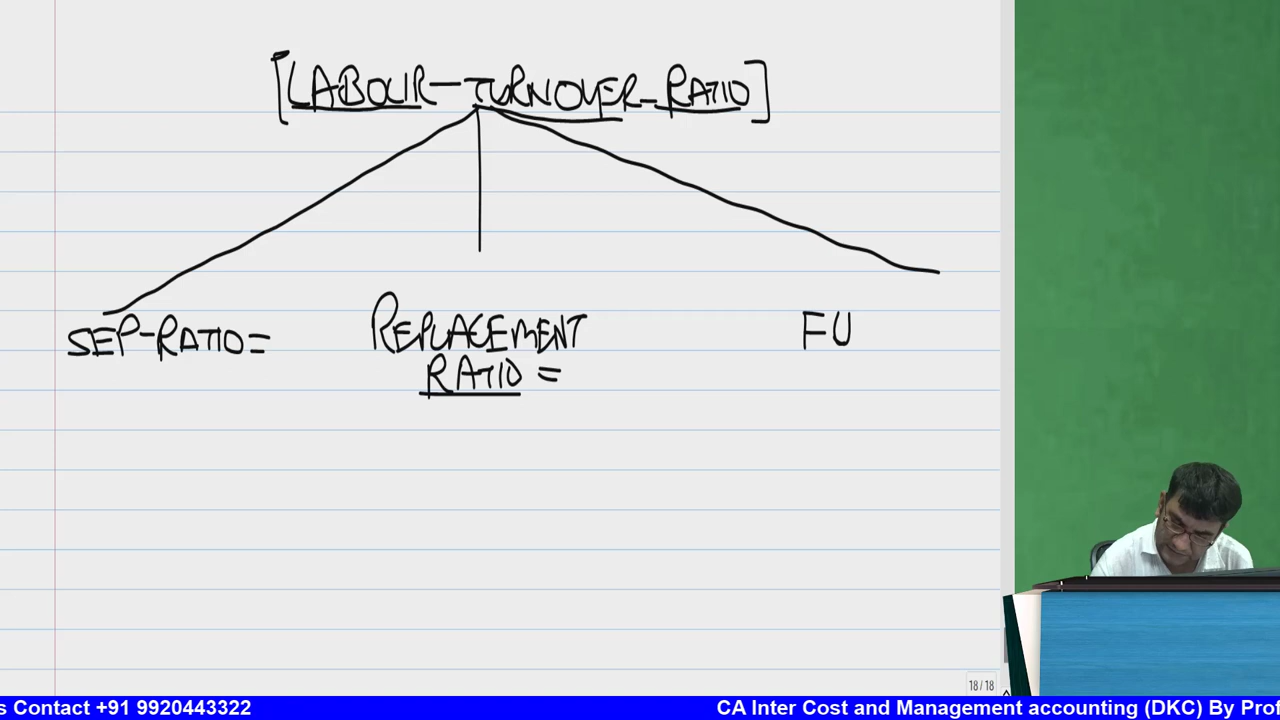 [LABOUR-TURNOVER-RATIO]
SEP-RATIO=
REPLACEMENT
RATIO =
FU
18/18
s Contact +91 9920443322
CA Inter Cost and Management accounting (DKC) By Prof